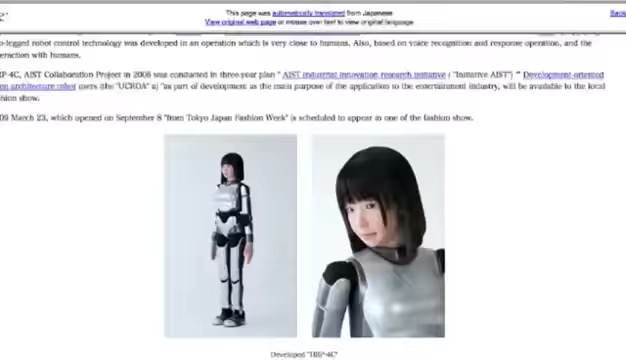 This page was automatically translated from Japanese.
View original web page or mouse over text to view original language
Back
o-legged robot control technology was developed in an operation which is very close to humans. Also, based on voice recognition and response operation, and the
eraction with humans.
P-4C, AIST Collaboration Project in 2006 was conducted in three-year plan " AIST industrial innovation research initiative ( "Initiative AIST") "" Development-oriented
en architecture robot users (the "UCROA" s) "as part of development as the main purpose of the application to the entertainment industry, will be available to the local
hion show.
09 March 23, which opened on September 8 "from Tokyo Japan Fashion Week" is scheduled to appear in one of the fashion show.
Developed "HRP-4C"